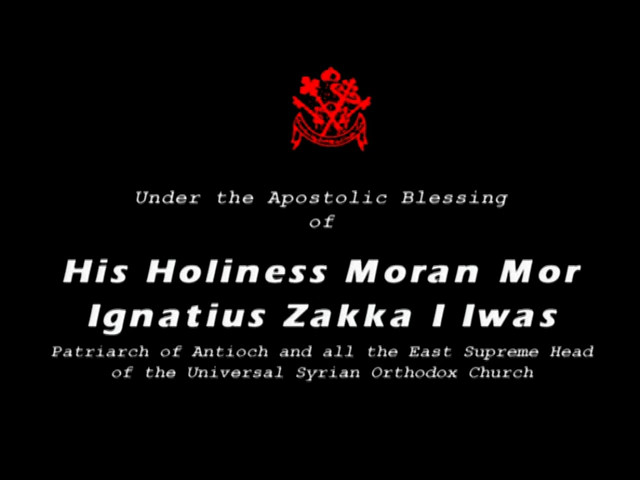 Under the Apostolic Blessing
of
His Holiness Moran Mor
Ignatius Zakka I Iwas
Patriarch of Antioch and all the East Supreme Head
of the Universal Syrian Orthodox Church